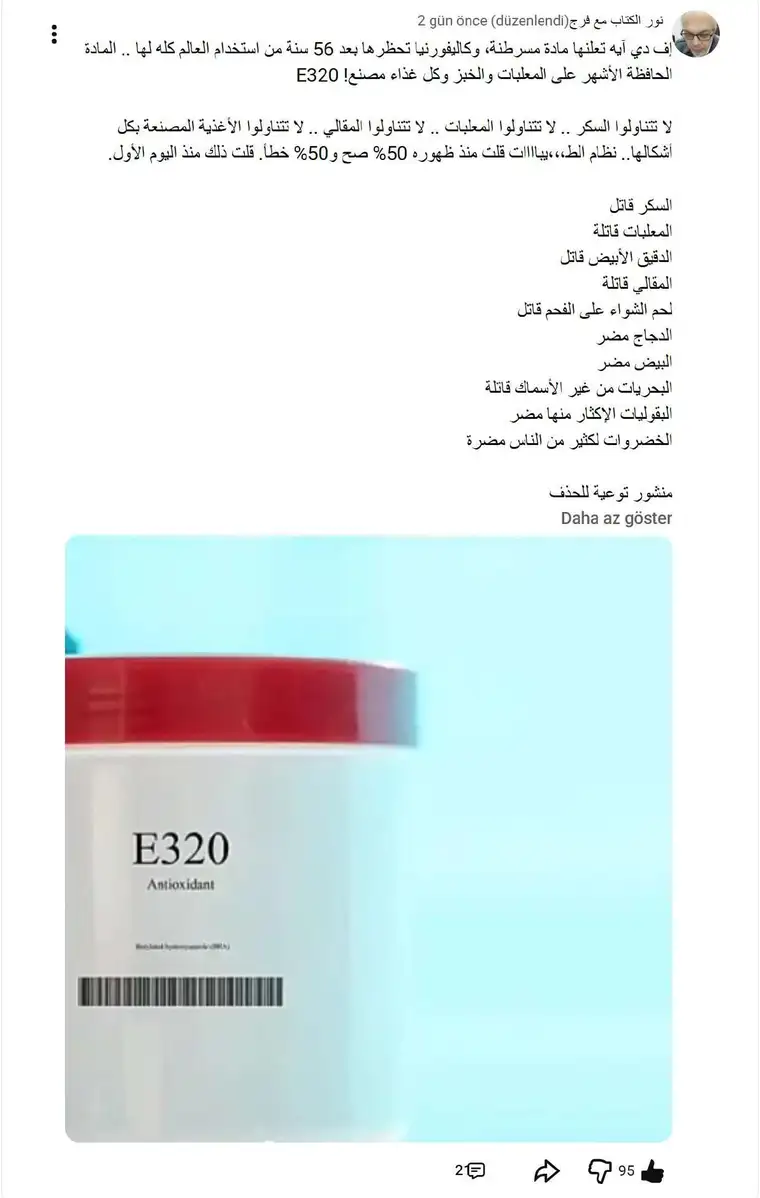 نور الكتاب مع فرج 2 gün önce (düzenlendi)
إف دي آيه تعلنها مادة مسرطنة، وكاليفورنيا تحظرها بعد 56 سنة من استخدام العالم كله لها .. المادة
الحافظة الأشهر على المعلبات والخبز وكل غذاء مصنع! E320
لا تتناولوا السكر .. لا تتناولوا المعلبات .. لا تتناولوا المقالي .. لا تتناولوا الأغذية المصنعة بكل
أشكالها.. نظام الط،،،يباااات قلت منذ ظهوره 50% صح و50% خطأ. قلت ذلك منذ اليوم الأول.
السكر قاتل
المعلبات قاتلة
الدقيق الأبيض قاتل
المقالي قاتلة
لحم الشواء على الفحم قاتل
الدجاج مضر
البيض مضر
البحريات من غير الأسماك قاتلة
البقوليات الإكثار منها مضر
الخضروات لكثير من الناس مضرة
منشور توعية للحذف
Daha az göster
E320
Antioxidant
(BHA)
95
21